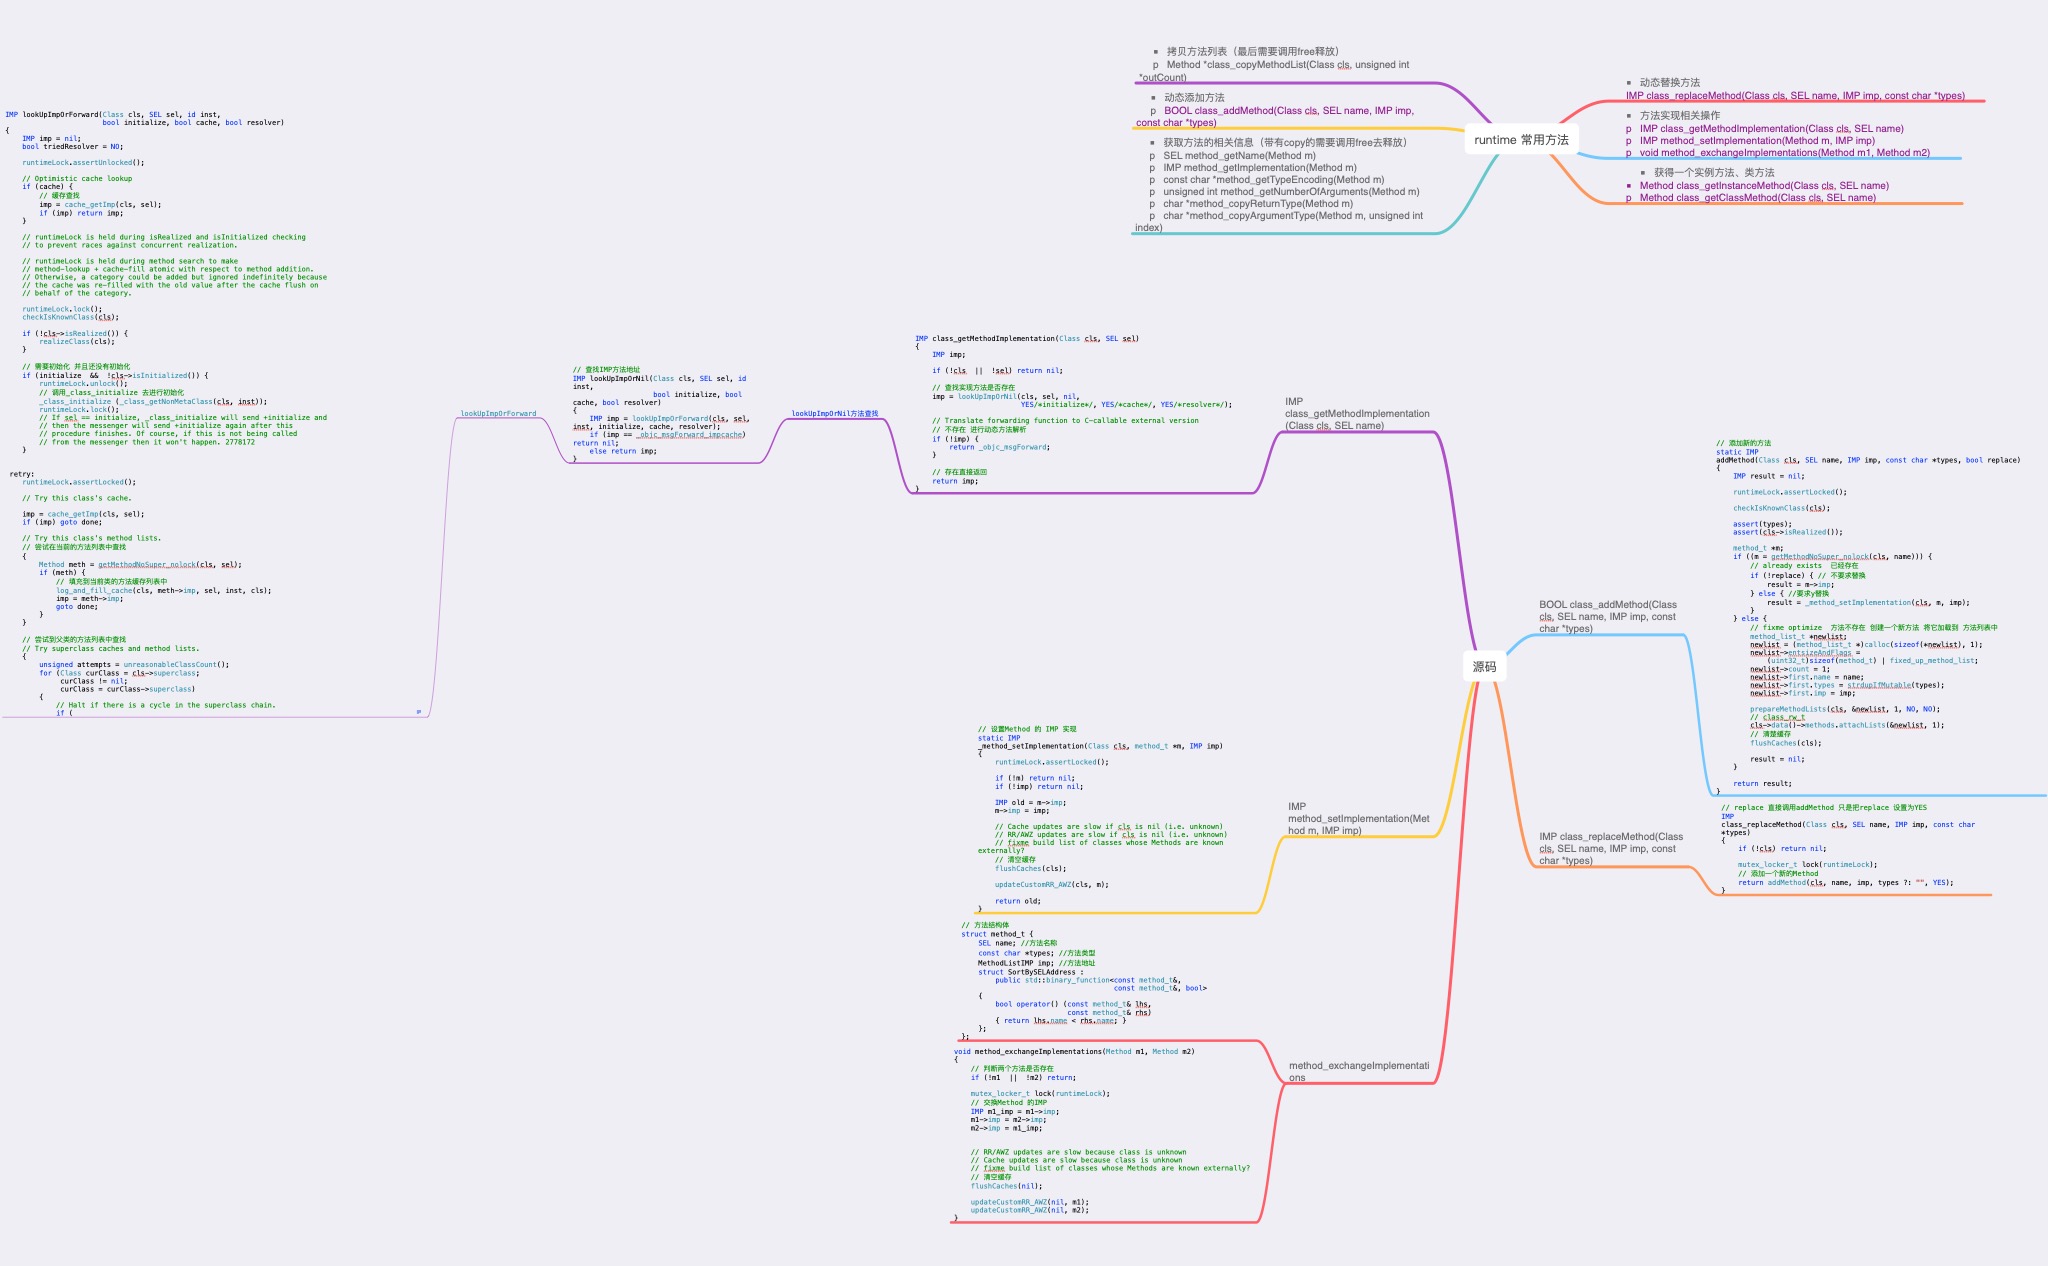 ▪ 拷贝方法列表（最后需要调用free释放）
p Method *class_copyMethodList(Class cls, unsigned int
*outCount)
▪ 动态添加方法
p BOOL class_addMethod(Class cls, SEL name, IMP imp,
const char *types)
▪ 获取方法的相关信息（带有copy的需要调用free去释放）
p SEL method_getName(Method m)
p IMP method_getImplementation(Method m)
p const char *method_getTypeEncoding(Method m)
p unsigned int method_getNumberOfArguments(Method m)
p char *method_copyReturnType(Method m)
p char *method_copyArgumentType(Method m, unsigned int
index)
runtime 常用方法
▪ 动态替换方法
IMP class_replaceMethod(Class cls, SEL name, IMP imp, const char *types)
▪ 方法实现相关操作
p IMP class_getMethodImplementation(Class cls, SEL name)
p IMP method_setImplementation(Method m, IMP imp)
p void method_exchangeImplementations(Method m1, Method m2)
▪ 获得一个实例方法、类方法
▪ Method class_getInstanceMethod(Class cls, SEL name)
p Method class_getClassMethod(Class cls, SEL name)
IMP lookUpImpOrForward(Class cls, SEL sel, id inst,
bool initialize, bool cache, bool resolver)
{
IMP imp = nil;
bool triedResolver = NO;
runtimeLock.assertUnlocked();
// Optimistic cache lookup
if (cache) {
// 缓存查找
imp = cache_getImp(cls, sel);
if (imp) return imp;
}
// runtimeLock is held during isRealized and isInitialized checking
// to prevent races against concurrent realization.
// runtimeLock is held during method search to make
// method-lookup + cache-fill atomic with respect to method addition.
// Otherwise, a category could be added but ignored indefinitely because
// the cache was re-filled with the old value after the cache flush on
// behalf of the category.
runtimeLock.lock();
checkIsKnownClass(cls);
if (!cls->isRealized()) {
realizeClass(cls);
}
// 需要初始化 并且还没有初始化
if (initialize && !cls->isInitialized()) {
runtimeLock.unlock();
// 调用_class_initialize 去进行初始化
_class_initialize (_class_getNonMetaClass(cls, inst));
runtimeLock.lock();
// If sel == initialize, _class_initialize will send +initialize and
// then the messenger will send +initialize again after this
// procedure finishes. Of course, if this is not being called
// from the messenger then it won't happen. 2778172
}
retry:
runtimeLock.assertLocked();
// Try this class's cache.
imp = cache_getImp(cls, sel);
if (imp) goto done;
// Try this class's method lists.
// 尝试在当前的方法列表中查找
{
Method meth = getMethodNoSuper_nolock(cls, sel);
if (meth) {
// 填充到当前类的方法缓存列表中
log_and_fill_cache(cls, meth->imp, sel, inst, cls);
imp = meth->imp;
goto done;
}
}
// 尝试到父类的方法列表中查找
// Try superclass caches and method lists.
{
unsigned attempts = unreasonableClassCount();
for (Class curClass = cls->superclass;
curClass != nil;
curClass = curClass->superclass)
{
// Halt if there is a cycle in the superclass chain.
if (
lookUpImpOrForward
// 查找IMP方法地址
IMP lookUpImpOrNil(Class cls, SEL sel, id
inst,
bool initialize, bool
cache, bool resolver)
{
IMP imp = lookUpImpOrForward(cls, sel,
inst, initialize, cache, resolver);
if (imp == _objc_msgForward_impcache)
return nil;
else return imp;
}
lookUpImpOrNil方法查找
IMP class_getMethodImplementation(Class cls, SEL sel)
{
IMP imp;
if (!cls || !sel) return nil;
// 查找实现方法是否存在
imp = lookUpImpOrNil(cls, sel, nil,
YES/*initialize*/, YES/*cache*/, YES/*resolver*/);
// Translate forwarding function to C-callable external version
// 不存在 进行动态方法解析
if (!imp) {
return _objc_msgForward;
}
// 存在直接返回
return imp;
}
IMP
class_getMethodImplementation
(Class cls, SEL name)
源码
BOOL class_addMethod(Class
cls, SEL name, IMP imp, const
char *types)
// 添加新的方法
static IMP
addMethod(Class cls, SEL name, IMP imp, const char *types, bool replace)
{
IMP result = nil;
runtimeLock.assertLocked();
checkIsKnownClass(cls);
assert(types);
assert(cls->isRealized());
method_t *m;
if ((m = getMethodNoSuper_nolock(cls, name))) {
// already exists 已经存在
if (!replace) { // 不要求替换
result = m->imp;
} else { //要求y替换
result = _method_setImplementation(cls, m, imp);
}
} else {
// fixme optimize 方法不存在 创建一个新方法 将它加载到 方法列表中
method_list_t *newlist;
newlist = (method_list_t *)calloc(sizeof(*newlist), 1);
newlist->entsizeAndFlags =
(uint32_t)sizeof(method_t) | fixed_up_method_list;
newlist->count = 1;
newlist->first.name = name;
newlist->first.types = strdupIfMutable(types);
newlist->first.imp = imp;
prepareMethodLists(cls, &newlist, 1, NO, NO);
// class_rw_t
cls->data()->methods.attachLists(&newlist, 1);
// 清楚缓存
flushCaches(cls);
result = nil;
}
return result;
}
IMP class_replaceMethod(Class
cls, SEL name, IMP imp, const
char *types)
// replace 直接调用addMethod 只是把replace 设置为YES
IMP
class_replaceMethod(Class cls, SEL name, IMP imp, const char
*types)
{
if (!cls) return nil;
mutex_locker_t lock(runtimeLock);
// 添加一个新的Method
return addMethod(cls, name, imp, types ?: "", YES);
}
// 设置Method 的 IMP 实现
static IMP
_method_setImplementation(Class cls, method_t *m, IMP imp)
{
runtimeLock.assertLocked();
if (!m) return nil;
if (!imp) return nil;
IMP old = m->imp;
m->imp = imp;
// Cache updates are slow if cls is nil (i.e. unknown)
// RR/AWZ updates are slow if cls is nil (i.e. unknown)
// fixme build list of classes whose Methods are known
externally?
// 清空缓存
flushCaches(cls);
updateCustomRR_AWZ(cls, m);
return old;
}
IMP
method_setImplementation(Met
hod m, IMP imp)
// 方法结构体
struct method_t {
SEL name; //方法名称
const char *types; //方法类型
MethodListIMP imp; //方法地址
struct SortBySELAddress :
public std::binary_function<const method_t&,
const method_t&, bool>
{
bool operator() (const method_t& lhs,
const method_t& rhs)
{ return lhs.name < rhs.name; }
};
};
void method_exchangeImplementations(Method m1, Method m2)
{
// 判断两个方法是否存在
if (!m1 || !m2) return;
mutex_locker_t lock(runtimeLock);
// 交换Method 的IMP
IMP m1_imp = m1->imp;
m1->imp = m2->imp;
m2->imp = m1_imp;
// RR/AWZ updates are slow because class is unknown
// Cache updates are slow because class is unknown
// fixme build list of classes whose Methods are known externally?
// 清空缓存
flushCaches(nil);
updateCustomRR_AWZ(nil, m1);
updateCustomRR_AWZ(nil, m2);
}
method_exchangeImplementati
ons